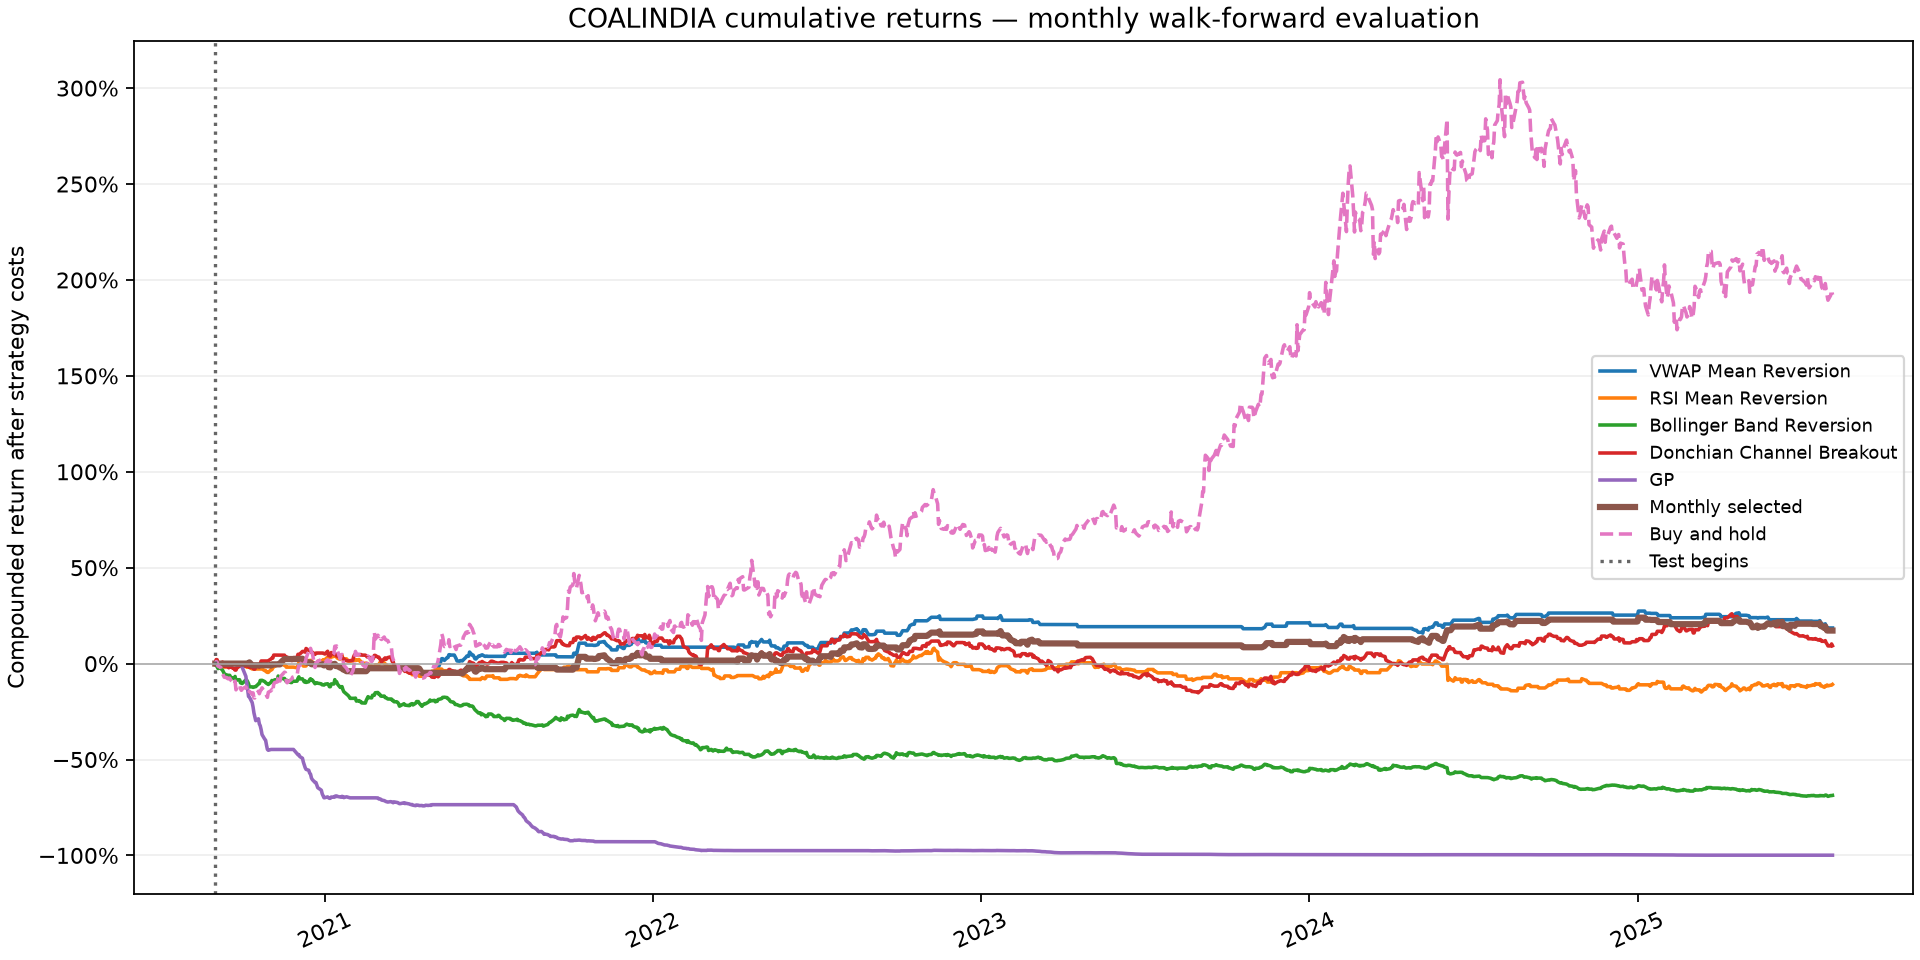 COALINDIA cumulative returns — monthly walk-forward evaluation
Compounded return after strategy costs
300%
250%
200%
150%
100%
50%
0%
−50%
−100%
VWAP Mean Reversion
RSI Mean Reversion
Bollinger Band Reversion
Donchian Channel Breakout
GP
Monthly selected
Buy and hold
Test begins
2021
2022
2023
2024
2025